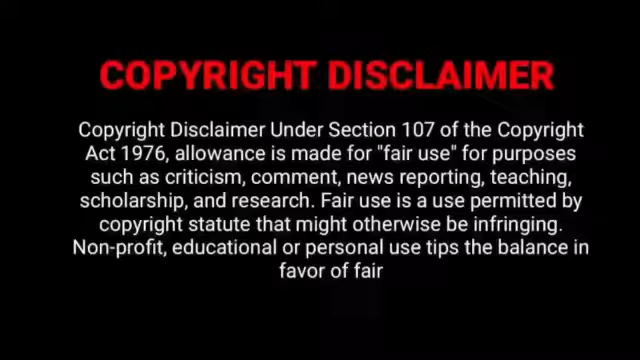 COPYRIGHT DISCLAIMER
Copyright Disclaimer Under Section 107 of the Copyright
Act 1976, allowance is made for "fair use" for purposes
such as criticism, comment, news reporting, teaching,
scholarship, and research. Fair use is a use permitted by
copyright statute that might otherwise be infringing.
Non-profit, educational or personal use tips the balance in
favor of fair